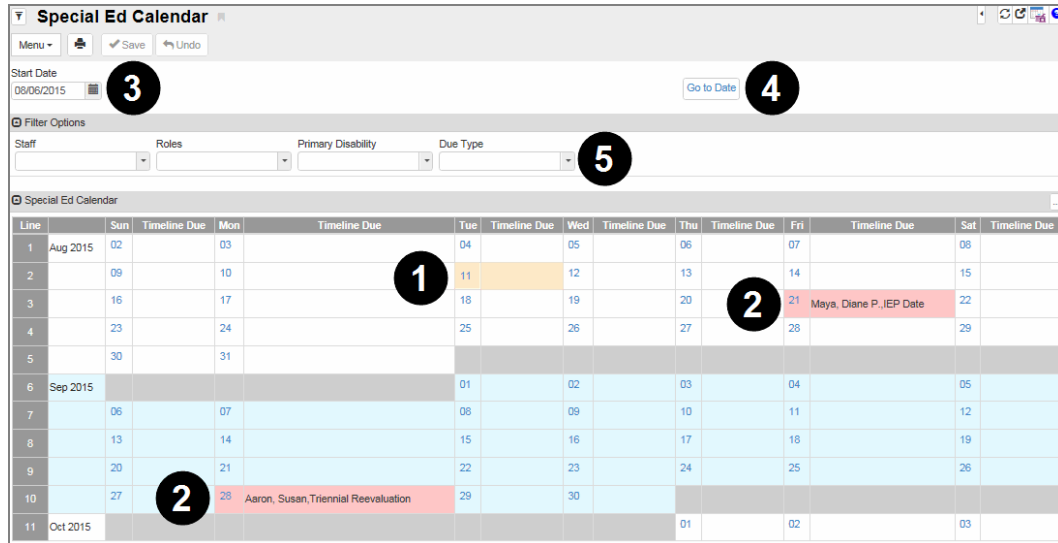 Special Ed Calendar
Menu Save Undo
Start Date
08/06/2015 3 Go to Date 4
Filter Options
Staff Roles Primary Disability Due Type
5
Special Ed Calendar ...
Line Sun Timeline Due Mon Timeline Due Tue Timeline Due Wed Timeline Due Thu Timeline Due Fri Timeline Due Sat Timeline Due
1 Aug 2015 02 03 04 05 06 07 08
2 09 10 1 11 12 13 14 15
3 16 17 18 19 20 2 21 Maya, Diane P.,IEP Date 22
4 23 24 25 26 27 28 29
5 30 31
6 Sep 2015 01 02 03 04 05
7 06 07 08 09 10 11 12
8 13 14 15 16 17 18 19
9 20 21 22 23 24 25 26
10 27 2 28 Aaron, Susan,Triennial Reevaluation 29 30
11 Oct 2015 01 02 03